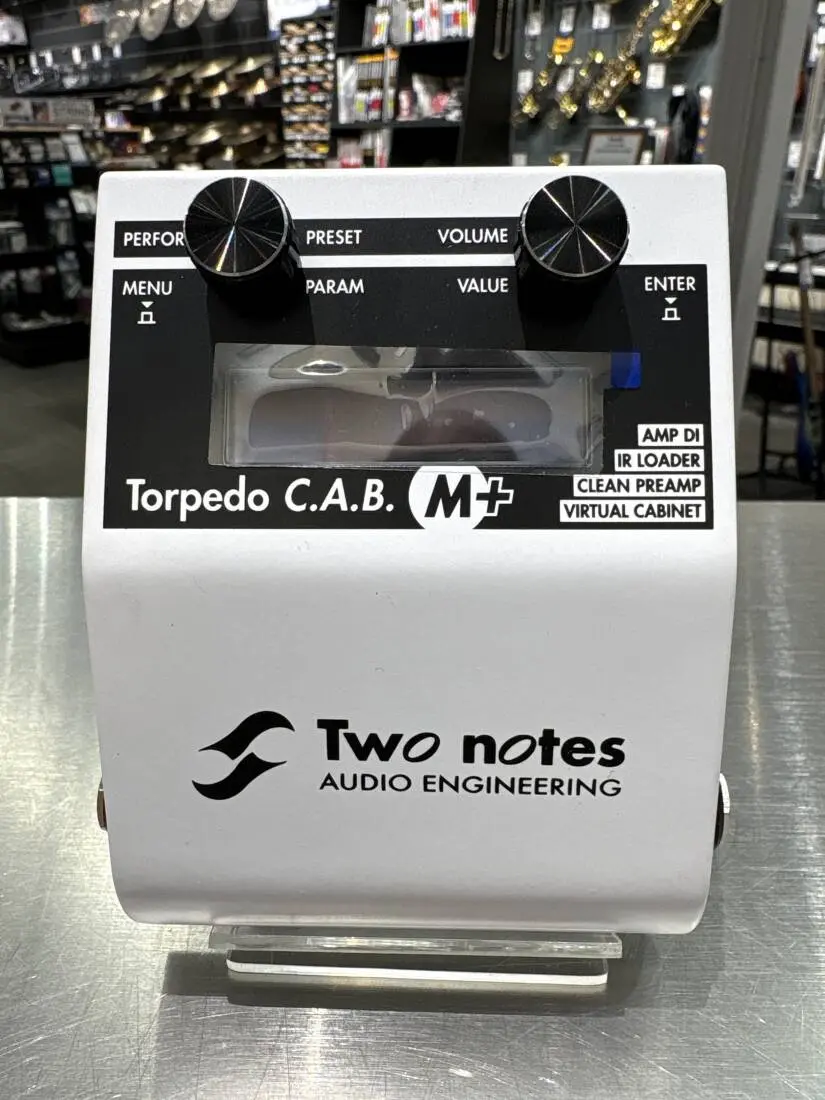 PERFOR PRESET VOLUME
MENU PARAM VALUE ENTER
AMP DI
IR LOADER
CLEAN PREAMP
VIRTUAL CABINET
Torpedo C.A.B. M+
Two notes
AUDIO ENGINEERING